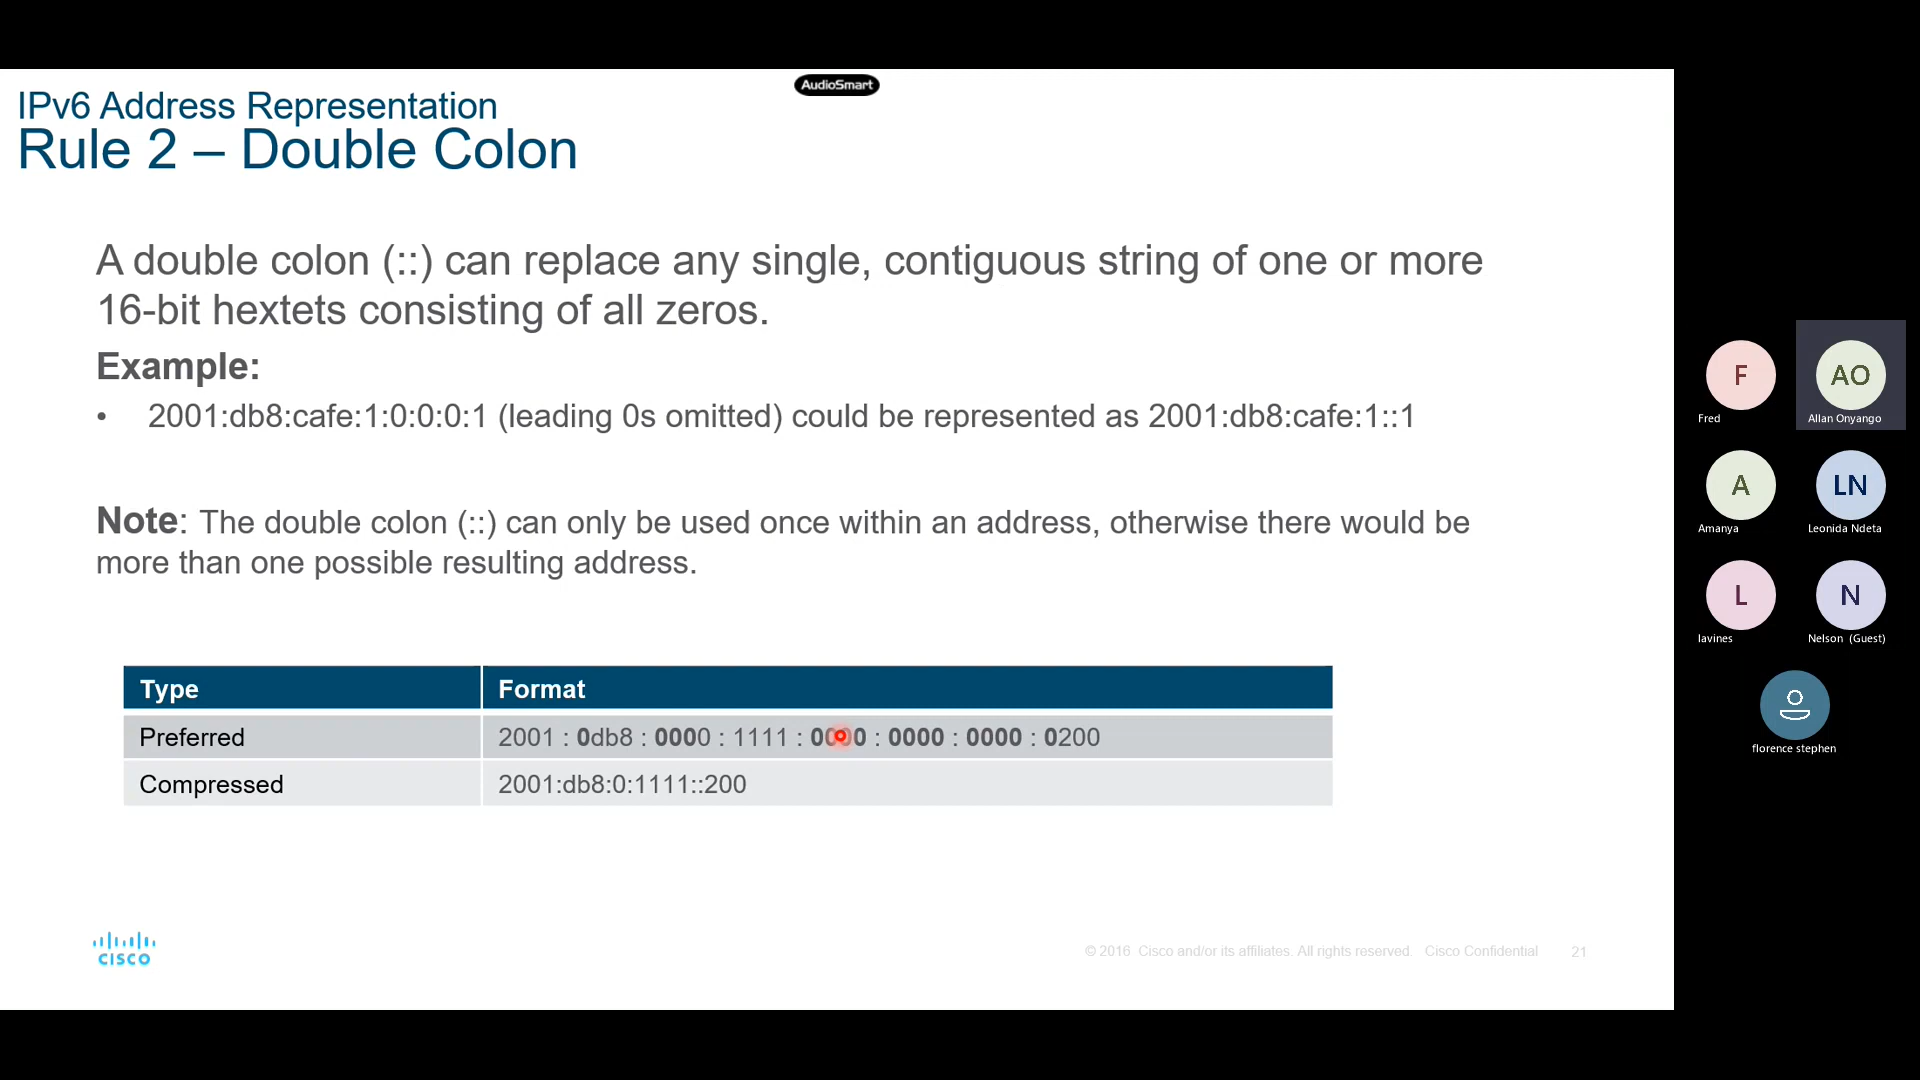 AudioSmart
IPv6 Address Representation
Rule 2 – Double Colon
A double colon (::) can replace any single, contiguous string of one or more
16-bit hextets consisting of all zeros.
Example:
• 2001:db8:cafe:1:0:0:0:1 (leading 0s omitted) could be represented as 2001:db8:cafe:1::1
Note: The double colon (::) can only be used once within an address, otherwise there would be
more than one possible resulting address.
Type Format
Preferred 2001 : 0db8 : 0000 : 1111 : 0000 : 0000 : 0000 : 0200
Compressed 2001:db8:0:1111::200
CISCO
© 2016 Cisco and/or its affiliates. All rights reserved. Cisco Confidential 21
F AO
Fred Allan Onyango
A LN
Amanya Leonida Ndeta
L N
lavines Nelson (Guest)
florence stephen